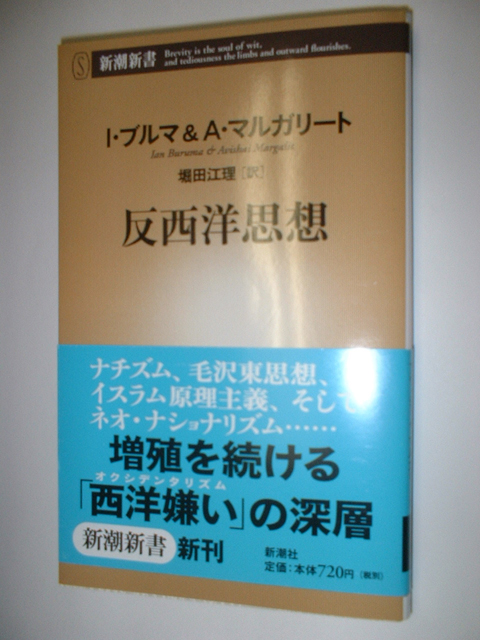 S 新潮新書 Brevity is the soul of wit,
and tediousness the limbs and outward flourishes.
I・ブルマ&A・マルガリート
Ian Buruma & Avishai Margalit
堀田江理[訳]
反西洋思想
ナチズム、毛沢東思想、
イスラム原理主義、そして
ネオ・ナショナリズム……
増殖を続ける
オクシデンタリズム
「西洋嫌い」の深層
新潮新書 新刊
新潮社
定価:本体720円(税別)